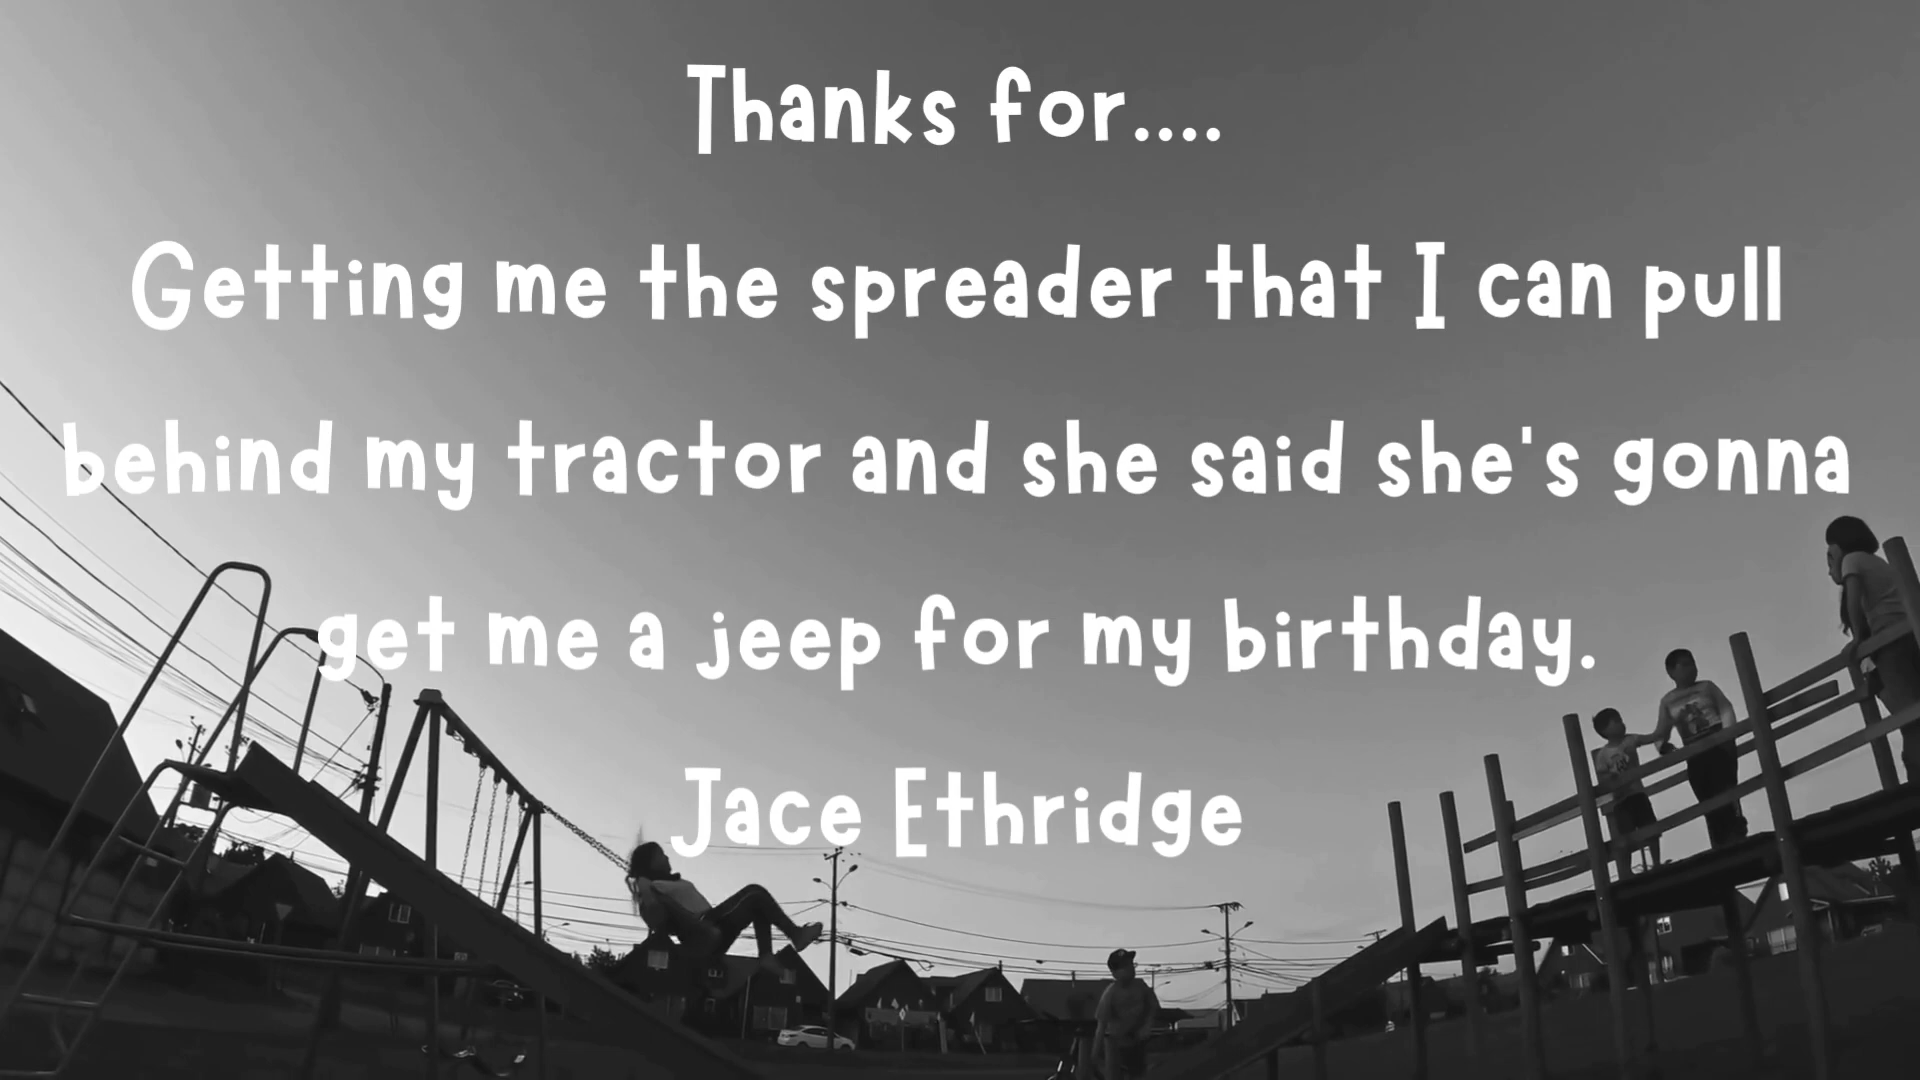 Thanks for....
Getting me the spreader that I can pull
behind my tractor and she said she's gonna
get me a jeep for my birthday.
Jace Ethridge